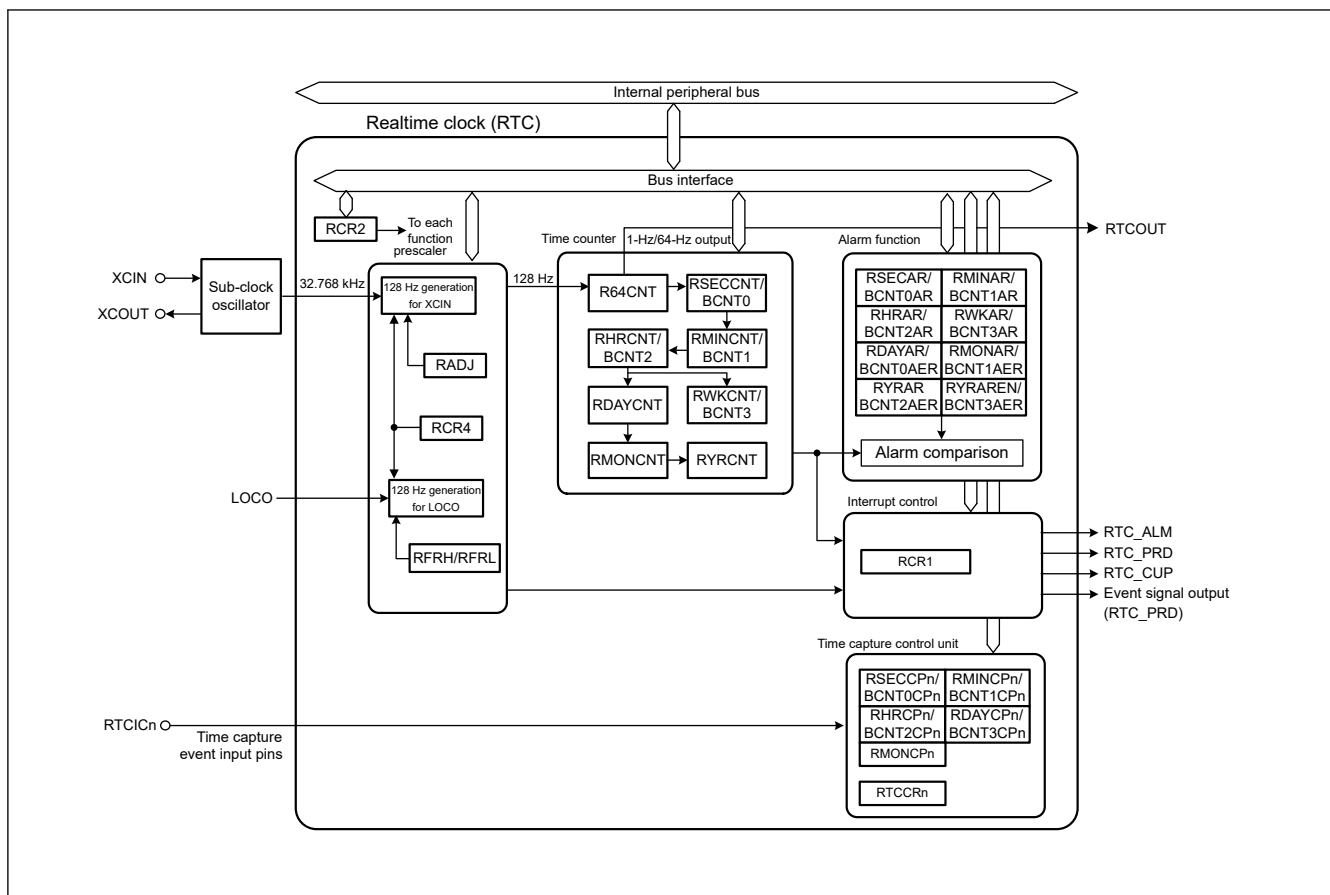 Internal peripheral bus
Realtime clock (RTC)
Bus interface
RCR2
To each
function
prescaler
Time counter
1-Hz/64-Hz output
Alarm function
RTCOUT
XCIN
XCOUT
Sub-clock
oscillator
32.768 kHz
128 Hz generation
for XCIN
128 Hz
RADJ
RCR4
LOCO
128 Hz generation
for LOCO
RFRH/RFRL
R64CNT
RSECCNT/
BCNT0
RHRCNT/
BCNT2
RMINCNT/
BCNT1
RDAYCNT
RWKCNT/
BCNT3
RMONCNT
RYRCNT
RSECAR/
BCNT0AR
RMINAR/
BCNT1AR
RHRAR/
BCNT2AR
RWKAR/
BCNT3AR
RDAYAR/
BCNT0AER
RMONAR/
BCNT1AER
RYRAR
BCNT2AER
RYRAREN/
BCNT3AER
Alarm comparison
Interrupt control
RCR1
RTC_ALM
RTC_PRD
RTC_CUP
Event signal output
(RTC_PRD)
Time capture control unit
RTCICn
Time capture
event input pins
RSECCPn/
BCNT0CPn
RMINCPn/
BCNT1CPn
RHRCPn/
BCNT2CPn
RDAYCPn/
BCNT3CPn
RMONCPn
RTCCRn